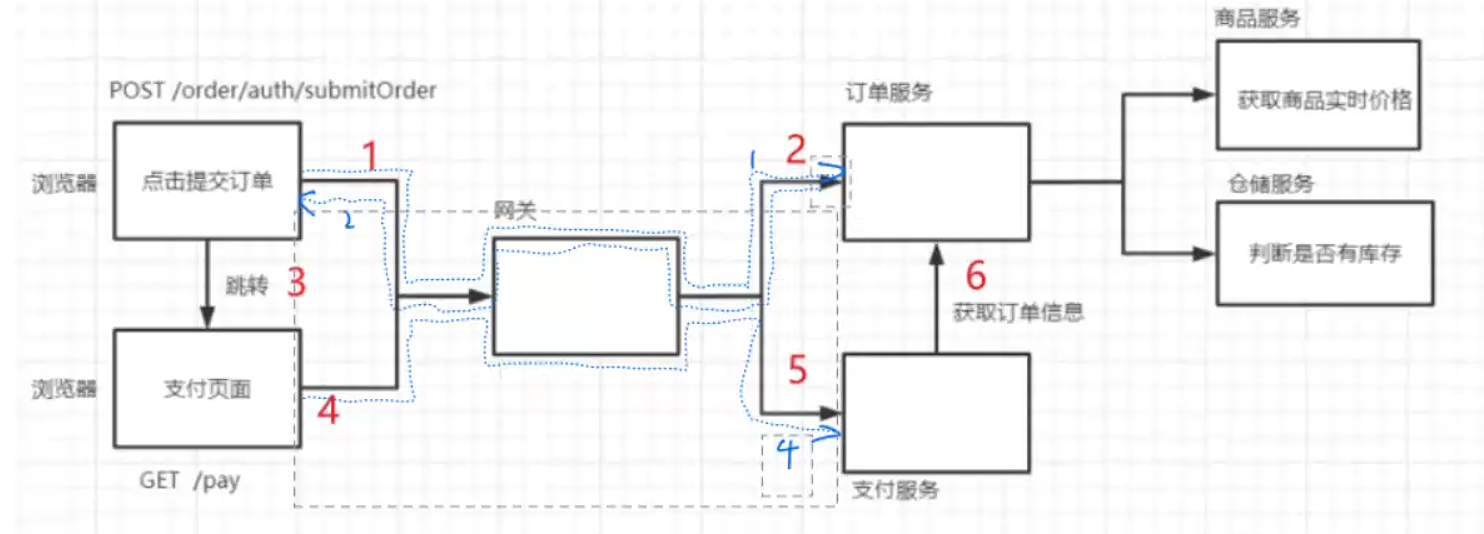 商品服务
POST /order/auth/submitOrder
订单服务
获取商品实时价格
1
1
2
浏览器
点击提交订单
仓储服务
2
网关
判断是否有库存
跳转
3
6
获取订单信息
浏览器
支付页面
4
5
4
GET /pay
支付服务